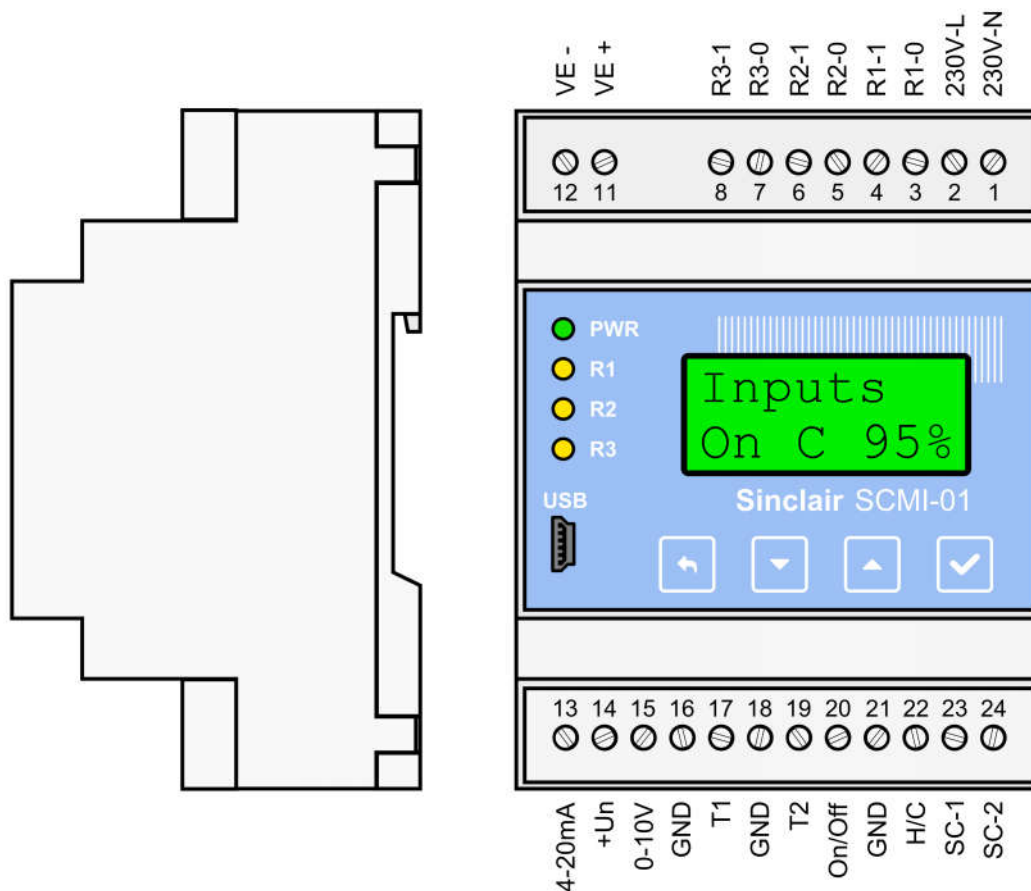 VE -
VE +
R3-1
R3-0
R2-1
R2-0
R1-1
R1-0
230V-L
230V-N
12 11 8 7 6 5 4 3 2 1
PWR
R1
R2
R3
Inputs
On C 95%
USB
Sinclair SCMI-01
13 14 15 16 17 18 19 20 21 22 23 24
4-20mA
+Un
0-10V
GND
T1
GND
T2
On/Off
GND
H/C
SC-1
SC-2